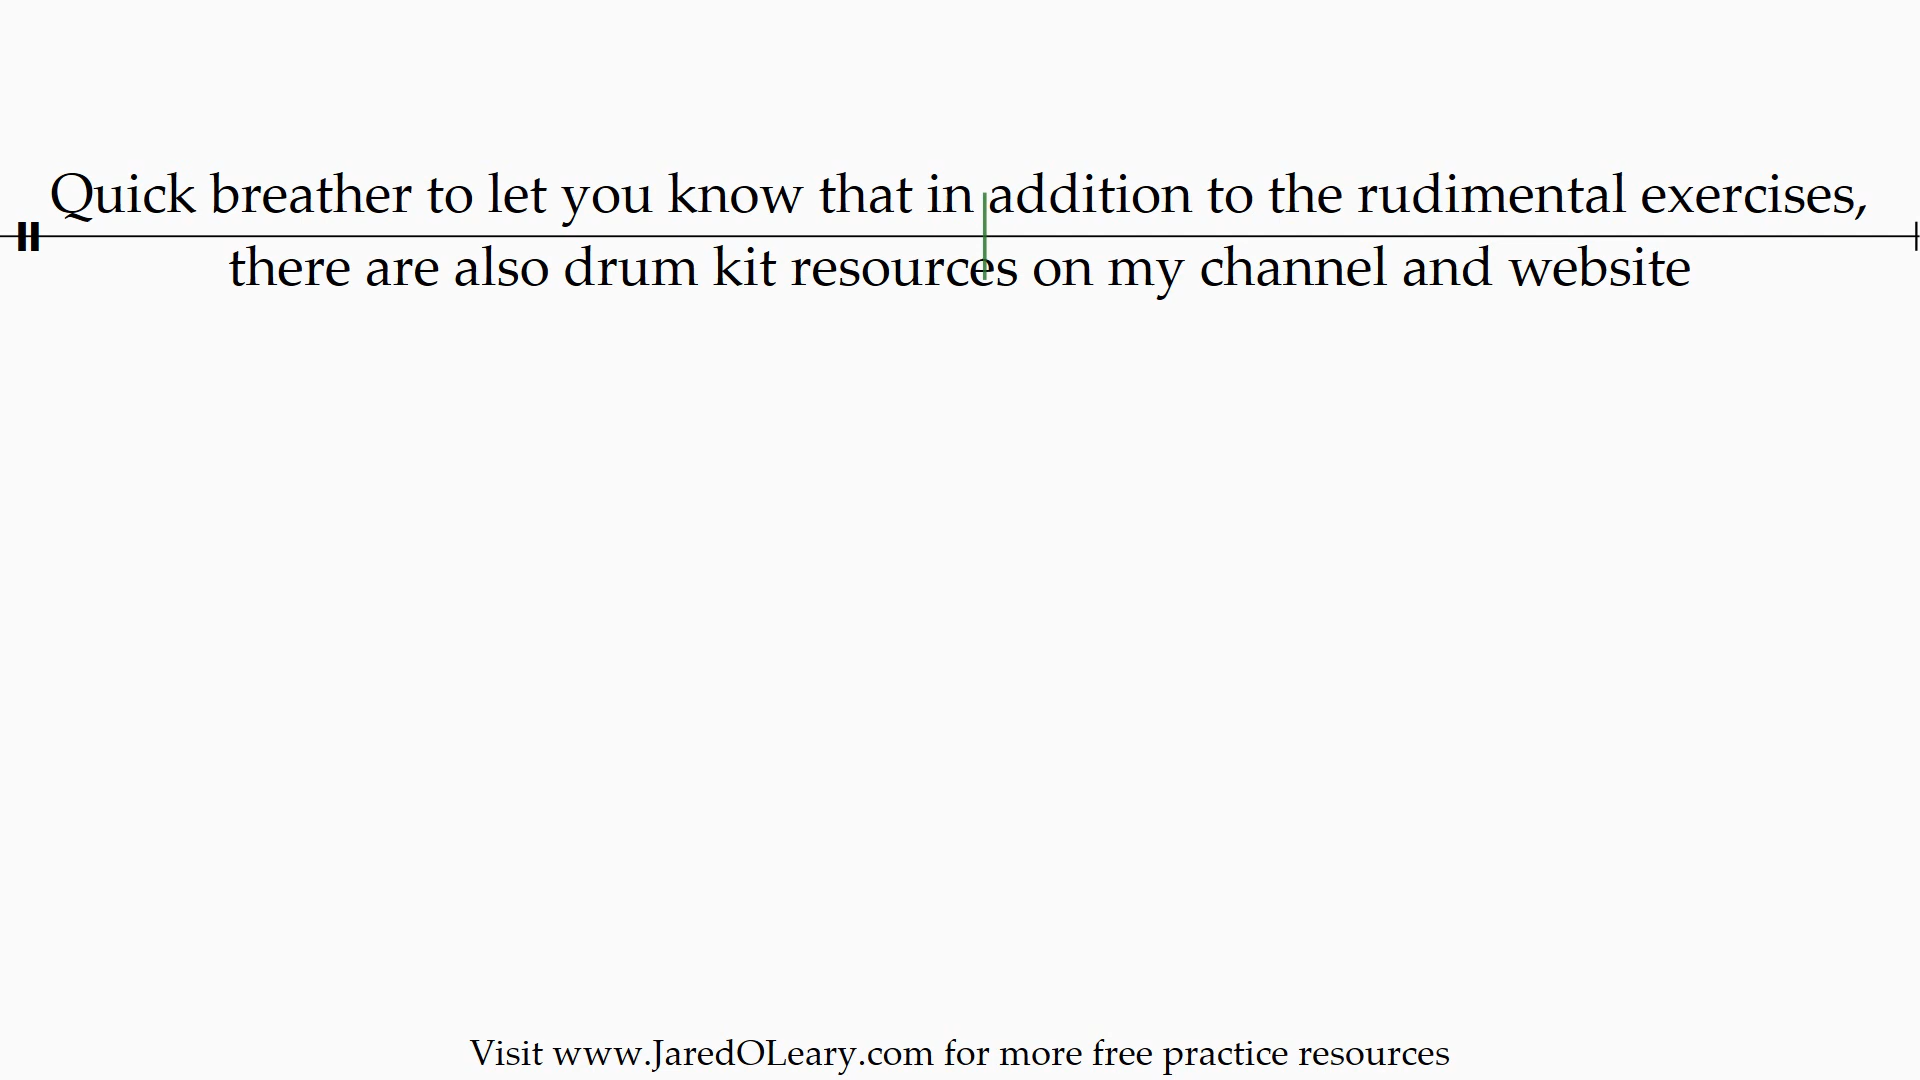 Quick breather to let you know that in addition to the rudimental exercises,
there are also drum kit resources on my channel and website
Visit www.JaredOLeary.com for more free practice resources